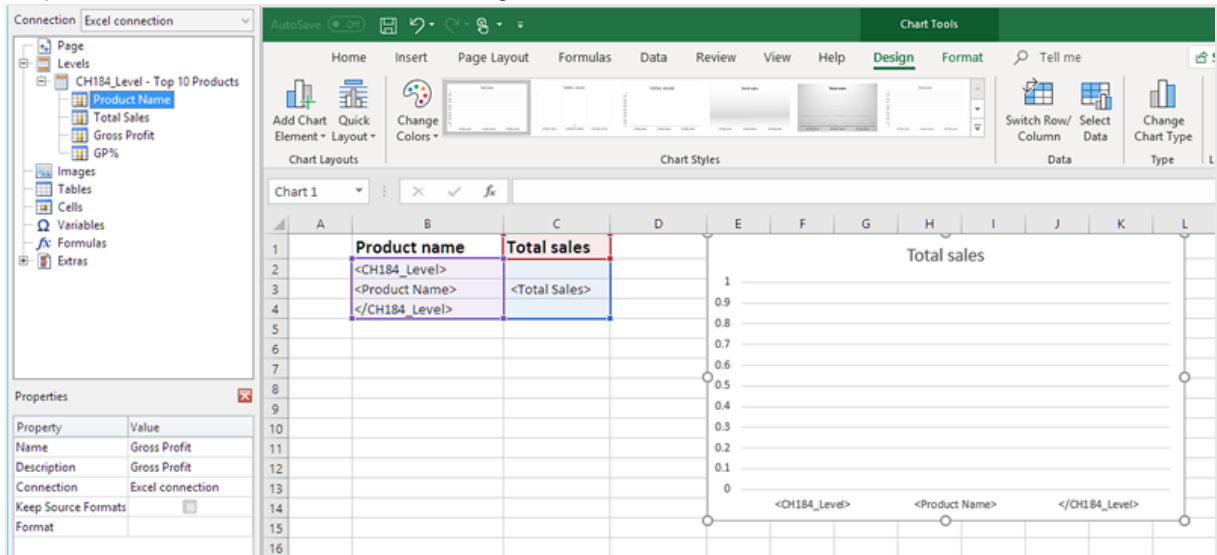 Connection Excel connection
Page
Levels
CH184_Level - Top 10 Products
Product Name
Total Sales
Gross Profit
GP%
Images
Tables
Cells
Variables
Formulas
Extras
Properties
Property Value
Name Gross Profit
Description Gross Profit
Connection Excel connection
Keep Source Formats
Format
AutoSave Off
Chart Tools
Home Insert Page Layout Formulas Data Review View Help Design Format Tell me
Add Chart Element Quick Layout Change Colors
Switch Row/ Column Select Data Change Chart Type
Chart Layouts Chart Styles Data Type
Chart 1 fx
A B C D E F G H I J K L
1 Product name Total sales
2 <CH184_Level>
3 <Product Name> <Total Sales>
4 </CH184_Level>
5
6
7
8
9
10
11
12
13
14
15
16
Total sales
1
0.9
0.8
0.7
0.6
0.5
0.4
0.3
0.2
0.1
0
<CH184_Level> <Product Name> </CH184_Level>